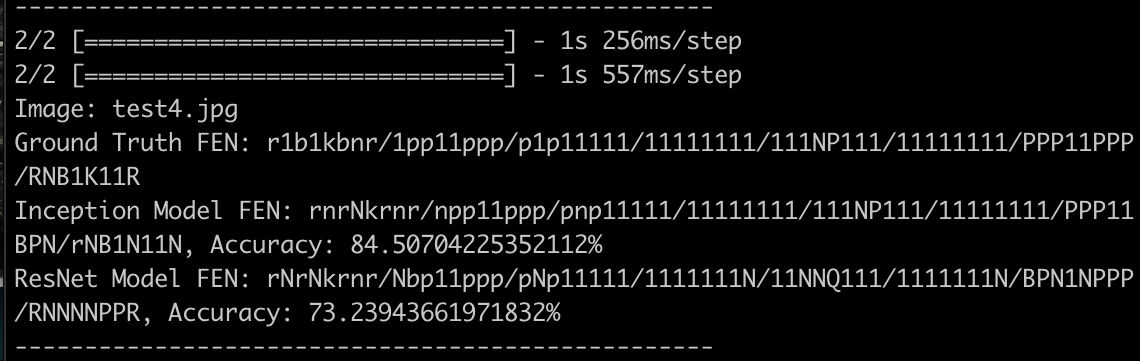 --------------------------------------------------
2/2 [==============================] - 1s 256ms/step
2/2 [==============================] - 1s 557ms/step
Image: test4.jpg
Ground Truth FEN: r1b1kbnr/1pp11ppp/p1p11111/11111111/111NP111/11111111/PPP11PPP
/RNB1K11R
Inception Model FEN: rnrNkrnr/npp11ppp/pnp11111/11111111/111NP111/11111111/PPP11
BPN/rNB1N11N, Accuracy: 84.50704225352112%
ResNet Model FEN: rNrNkrnr/Nbp11ppp/pNp11111/1111111N/11NNQ111/1111111N/BPN1NPPP
/RNNNNPPR, Accuracy: 73.23943661971832%
--------------------------------------------------